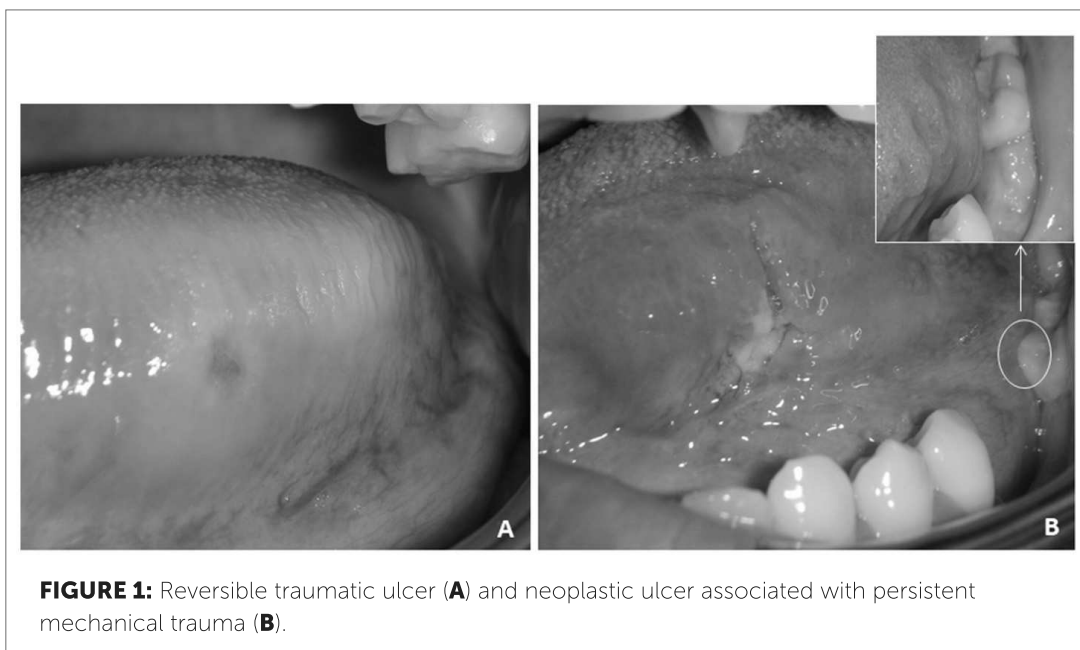 A
B
FIGURE 1: Reversible traumatic ulcer (A) and neoplastic ulcer associated with persistent
mechanical trauma (B).